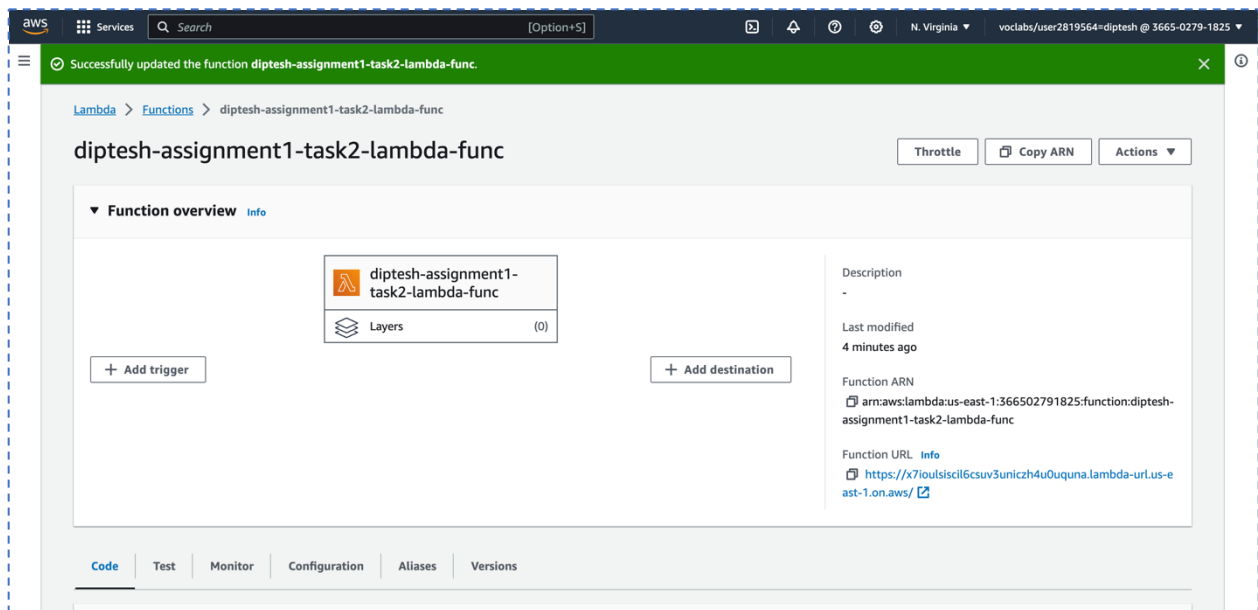 aws
Services
Search [Option+S]
N. Virginia
voclabs/user2819564=diptesh @ 3665-0279-1825
Successfully updated the function diptesh-assignment1-task2-lambda-func.
Lambda > Functions > diptesh-assignment1-task2-lambda-func
diptesh-assignment1-task2-lambda-func
Throttle
Copy ARN
Actions
Function overview Info
diptesh-assignment1-
task2-lambda-func
Layers (0)
+ Add trigger
+ Add destination
Description
-
Last modified
4 minutes ago
Function ARN
arn:aws:lambda:us-east-1:366502791825:function:diptesh-
assignment1-task2-lambda-func
Function URL Info
https://x7ioulsiscil6csuv3uniczh4u0uquna.lambda-url.us-e
ast-1.on.aws/
Code
Test
Monitor
Configuration
Aliases
Versions